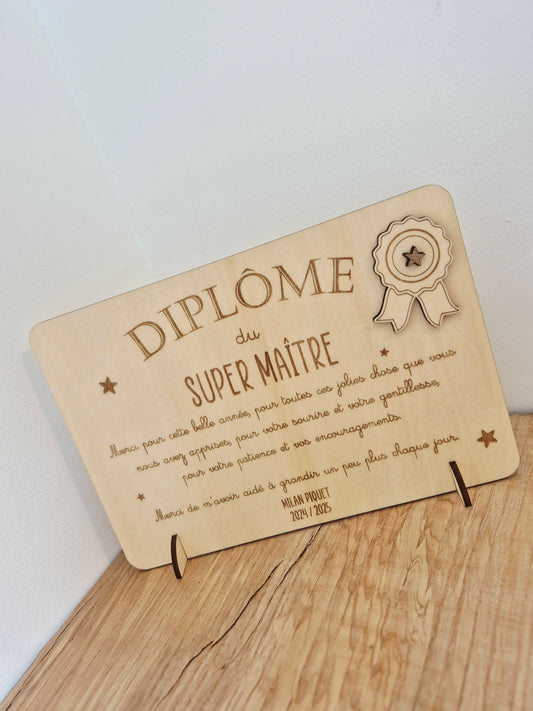 DIPLÔME
du
SUPER MAÎTRE
Merci pour cette belle année, pour toutes ces jolies chose que vous
nous avez apprises, pour votre sourire et votre gentillesse,
pour votre patience et vos encouragements.
Merci de m'avoir aidé à grandir un peu plus chaque jour.
MILAN PIQUET
2024 / 2025